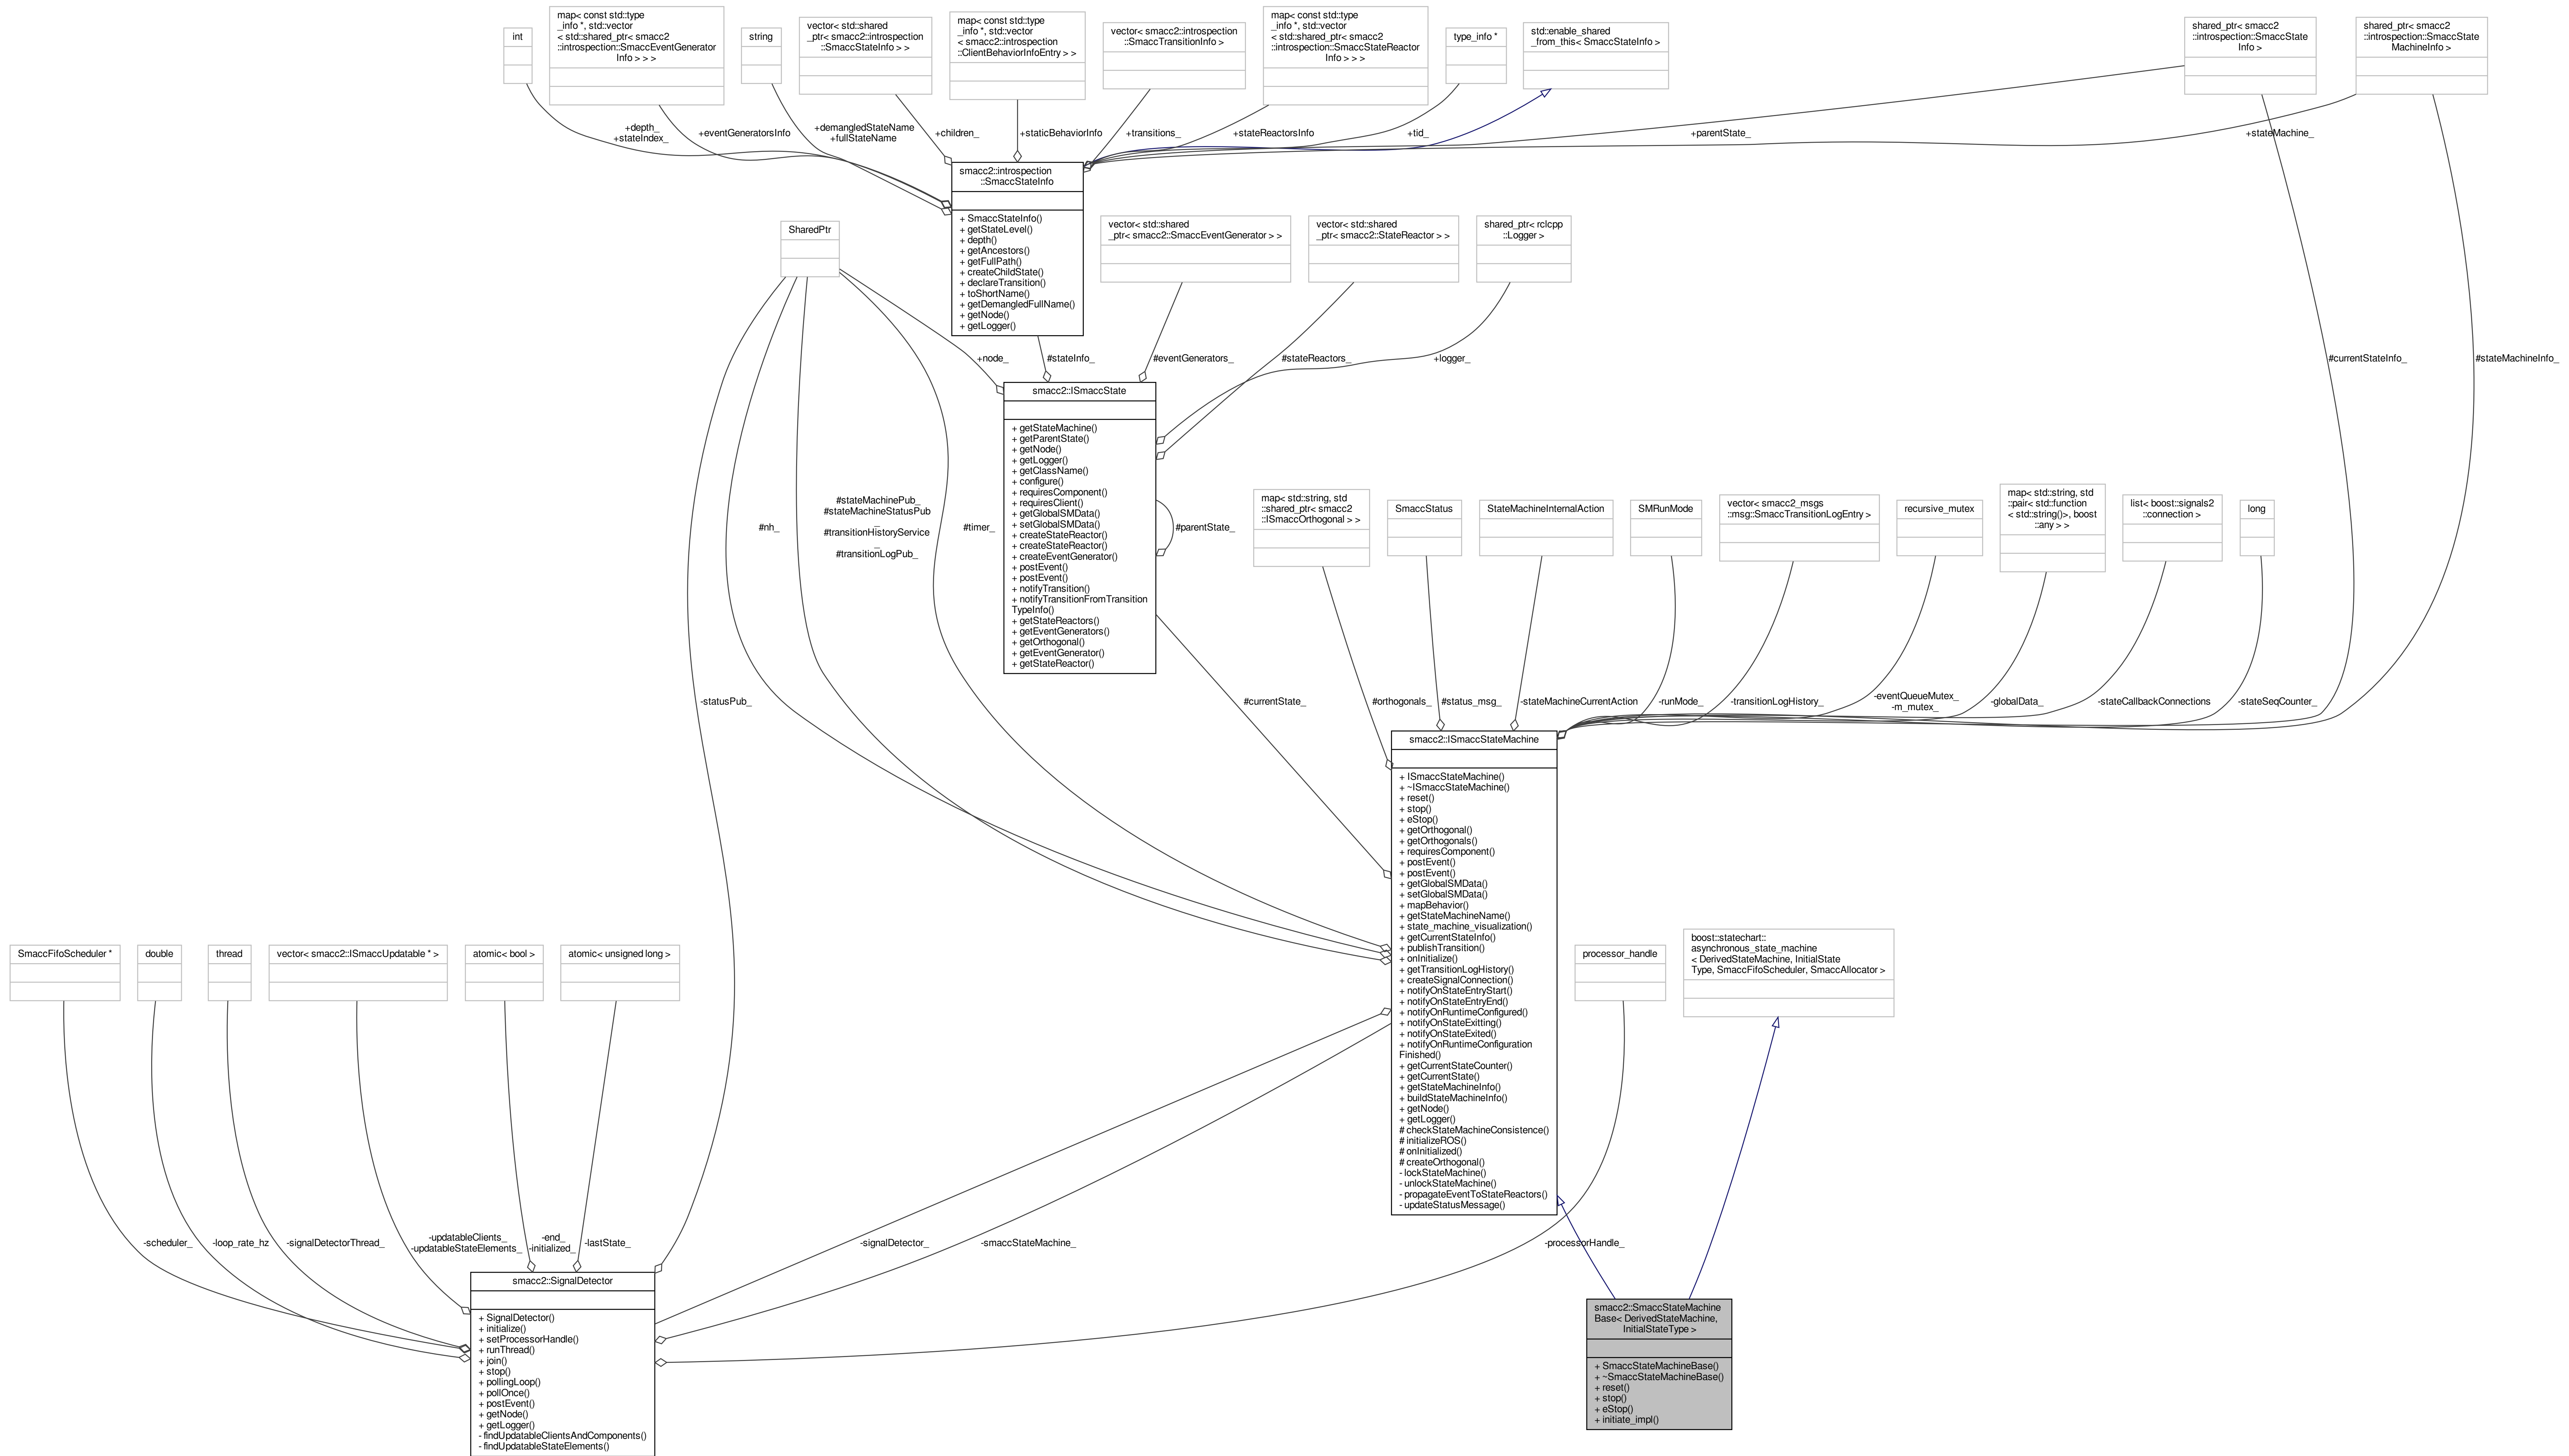 int
map< const std::type
_info *, std::vector
< std::shared_ptr< smacc2
::introspection::SmaccEventGenerator
Info > > >
string
vector< std::shared
_ptr< smacc2::introspection
::SmaccStateInfo > >
map< const std::type
_info *, std::vector
< smacc2::introspection
::ClientBehaviorInfoEntry > >
vector< smacc2::introspection
::SmaccTransitionInfo >
map< const std::type
_info *, std::vector
< std::shared_ptr< smacc2
::introspection::SmaccStateReactor
Info > > >
type_info *
std::enable_shared
_from_this< SmaccStateInfo >
shared_ptr< smacc2
::introspection::SmaccState
Info >
shared_ptr< smacc2
::introspection::SmaccState
MachineInfo >
+depth_
+stateIndex_
+eventGeneratorsInfo
+demangledStateName
+fullStateName
+children_
+staticBehaviorInfo
+transitions_
+stateReactorsInfo
+tid_
+parentState_
+stateMachine_
smacc2::introspection
::SmaccStateInfo
+ SmaccStateInfo()
+ getStateLevel()
+ depth()
+ getAncestors()
+ getFullPath()
+ createChildState()
+ declareTransition()
+ toShortName()
+ getDemangledFullName()
+ getNode()
+ getLogger()
SharedPtr
vector< std::shared
_ptr< smacc2::SmaccEventGenerator > >
vector< std::shared
_ptr< smacc2::StateReactor > >
shared_ptr< rclcpp
::Logger >
+node_
#stateInfo_
#eventGenerators_
#stateReactors_
+logger_
#currentStateInfo_
#stateMachineInfo_
smacc2::ISmaccState
+ getStateMachine()
+ getParentState()
+ getNode()
+ getLogger()
+ getClassName()
+ configure()
+ requiresComponent()
+ requiresClient()
+ getGlobalSMData()
+ setGlobalSMData()
+ createStateReactor()
+ createStateReactor()
+ createEventGenerator()
+ postEvent()
+ postEvent()
+ notifyTransition()
+ notifyTransitionFromTransition
TypeInfo()
+ getStateReactors()
+ getEventGenerators()
+ getOrthogonal()
+ getEventGenerator()
+ getStateReactor()
#nh_
#stateMachinePub_
#stateMachineStatusPub
_
#transitionHistoryService
_
#transitionLogPub_
#timer_
#parentState_
map< std::string, std
::shared_ptr< smacc2
::ISmaccOrthogonal > >
SmaccStatus
StateMachineInternalAction
SMRunMode
vector< smacc2_msgs
::msg::SmaccTransitionLogEntry >
recursive_mutex
map< std::string, std
::pair< std::function
< std::string()>, boost
::any > >
list< boost::signals2
::connection >
long
-statusPub_
#currentState_
#orthogonals_
#status_msg_
-stateMachineCurrentAction
-runMode_
-transitionLogHistory_
-eventQueueMutex_
-m_mutex_
-globalData_
-stateCallbackConnections
-stateSeqCounter_
smacc2::ISmaccStateMachine
+ ISmaccStateMachine()
+ ~ISmaccStateMachine()
+ reset()
+ stop()
+ eStop()
+ getOrthogonal()
+ getOrthogonals()
+ requiresComponent()
+ postEvent()
+ postEvent()
+ getGlobalSMData()
+ setGlobalSMData()
+ mapBehavior()
+ getStateMachineName()
+ state_machine_visualization()
+ getCurrentStateInfo()
+ publishTransition()
+ onInitialize()
+ getTransitionLogHistory()
+ createSignalConnection()
+ notifyOnStateEntryStart()
+ notifyOnStateEntryEnd()
+ notifyOnRuntimeConfigured()
+ notifyOnStateExitting()
+ notifyOnStateExited()
+ notifyOnRuntimeConfiguration
Finished()
+ getCurrentStateCounter()
+ getCurrentState()
+ getStateMachineInfo()
+ buildStateMachineInfo()
+ getNode()
+ getLogger()
# checkStateMachineConsistence()
# initializeROS()
# onInitialized()
# createOrthogonal()
- lockStateMachine()
- unlockStateMachine()
- propagateEventToStateReactors()
- updateStatusMessage()
SmaccFifoScheduler *
double
thread
vector< smacc2::ISmaccUpdatable * >
atomic< bool >
atomic< unsigned long >
processor_handle
boost::statechart::
asynchronous_state_machine
< DerivedStateMachine, InitialState
Type, SmaccFifoScheduler, SmaccAllocator >
-scheduler_
-loop_rate_hz
-signalDetectorThread_
-updatableClients_
-updatableStateElements_
-end_
-initialized_
-lastState_
-signalDetector_
-smaccStateMachine_
-processorHandle_
smacc2::SignalDetector
+ SignalDetector()
+ initialize()
+ setProcessorHandle()
+ runThread()
+ join()
+ stop()
+ pollingLoop()
+ pollOnce()
+ postEvent()
+ getNode()
+ getLogger()
- findUpdatableClientsAndComponents()
- findUpdatableStateElements()
smacc2::SmaccStateMachine
Base< DerivedStateMachine,
InitialStateType >
+ SmaccStateMachineBase()
+ ~SmaccStateMachineBase()
+ reset()
+ stop()
+ eStop()
+ initiate_impl()